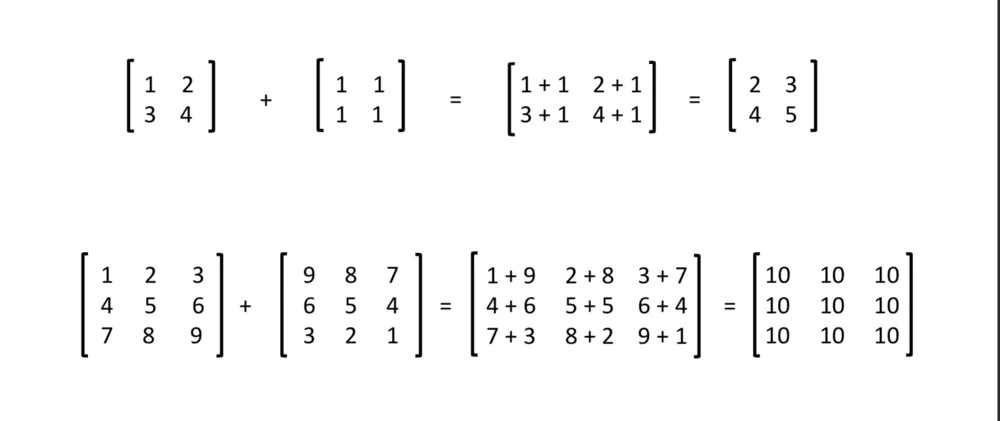 1 2 + 1 1 = 1 + 1 2 + 1 = 2 3
3 4 1 1 3 + 1 4 + 1 4 5
1 2 3 9 8 7 1 + 9 2 + 8 3 + 7 10 10 10
4 5 6 + 6 5 4 = 4 + 6 5 + 5 6 + 4 = 10 10 10
7 8 9 3 2 1 7 + 3 8 + 2 9 + 1 10 10 10